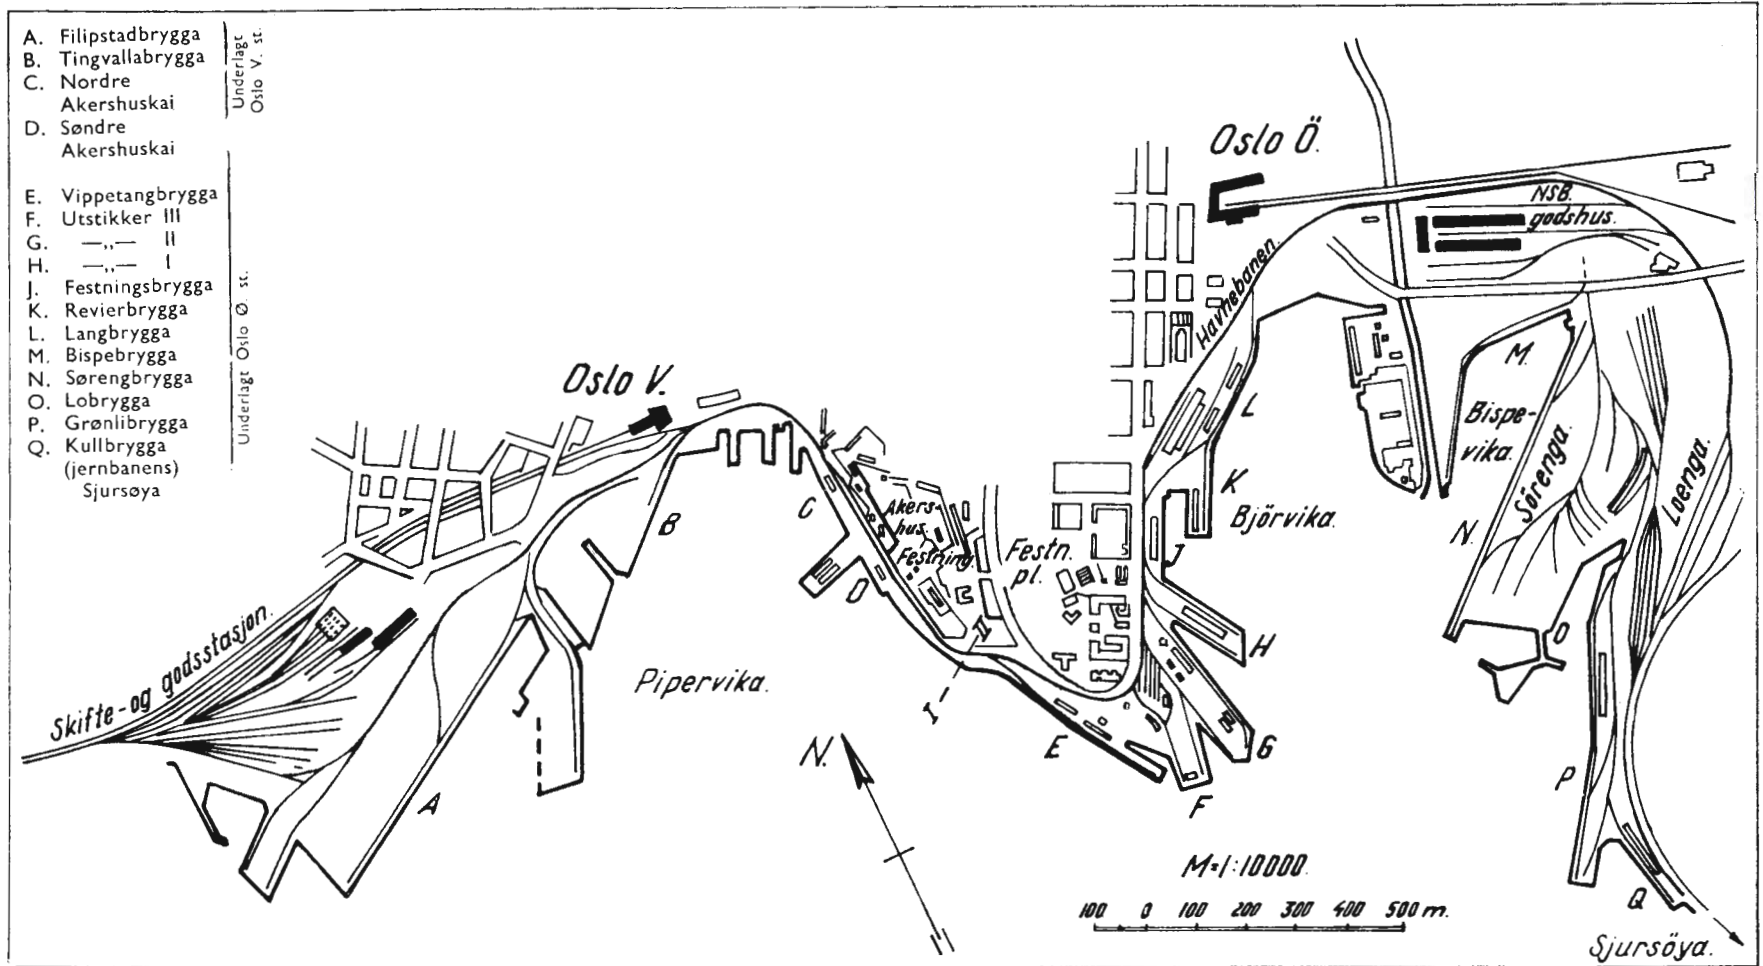 A. Filipstadbrygga
B. Tingvallabrygga
C. Nordre
Akershuskai
D. Søndre
Akershuskai
Underlagt
Oslo V. st.
E. Vippetangbrygga
F. Utstikker III
G. —„— II
H. —„— I
J. Festningsbrygga
K. Revierbrygga
L. Langbrygga
M. Bispebrygga
N. Sørengbrygga
O. Lobrygga
P. Grønlibrygga
Q. Kullbrygga
(jernbanens)
Sjursøya
Underlagt Oslo Ø. st.
Oslo Ö.
NSB.
godshus.
Havnebanen.
Oslo V.
M.
L
Bispe-
vika.
Sörenga.
Loenga.
K
Björvika.
N.
J
B
C
Akers-
hus.
Festning.
Festn.
pl.
D
O
II
I
H
Skifte- og godsstasjon.
Pipervika.
E
G
F
P
A
N.
M=1:10000.
100 0 100 200 300 400 500 m.
Q
Sjursöya.